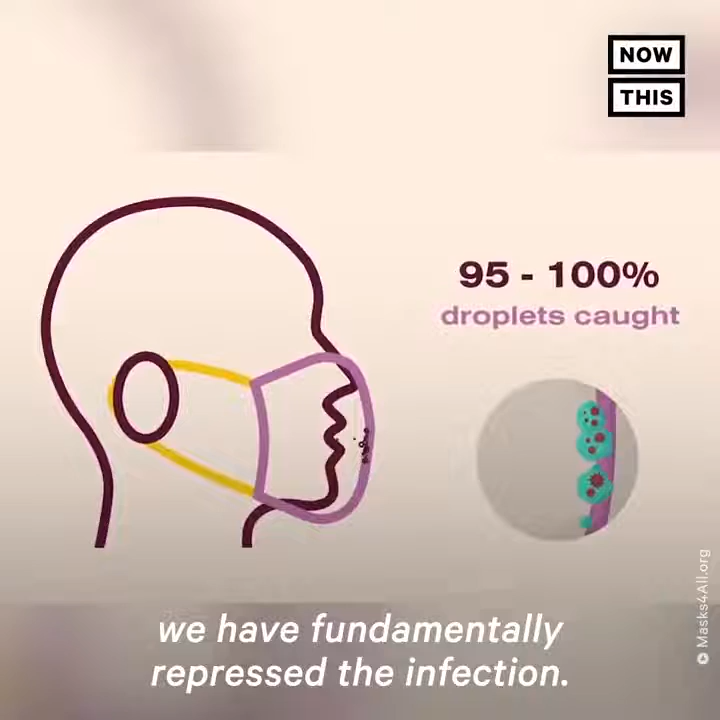 NOW
THIS
95 - 100%
droplets caught
Masks4All.org
we have fundamentally
repressed the infection.